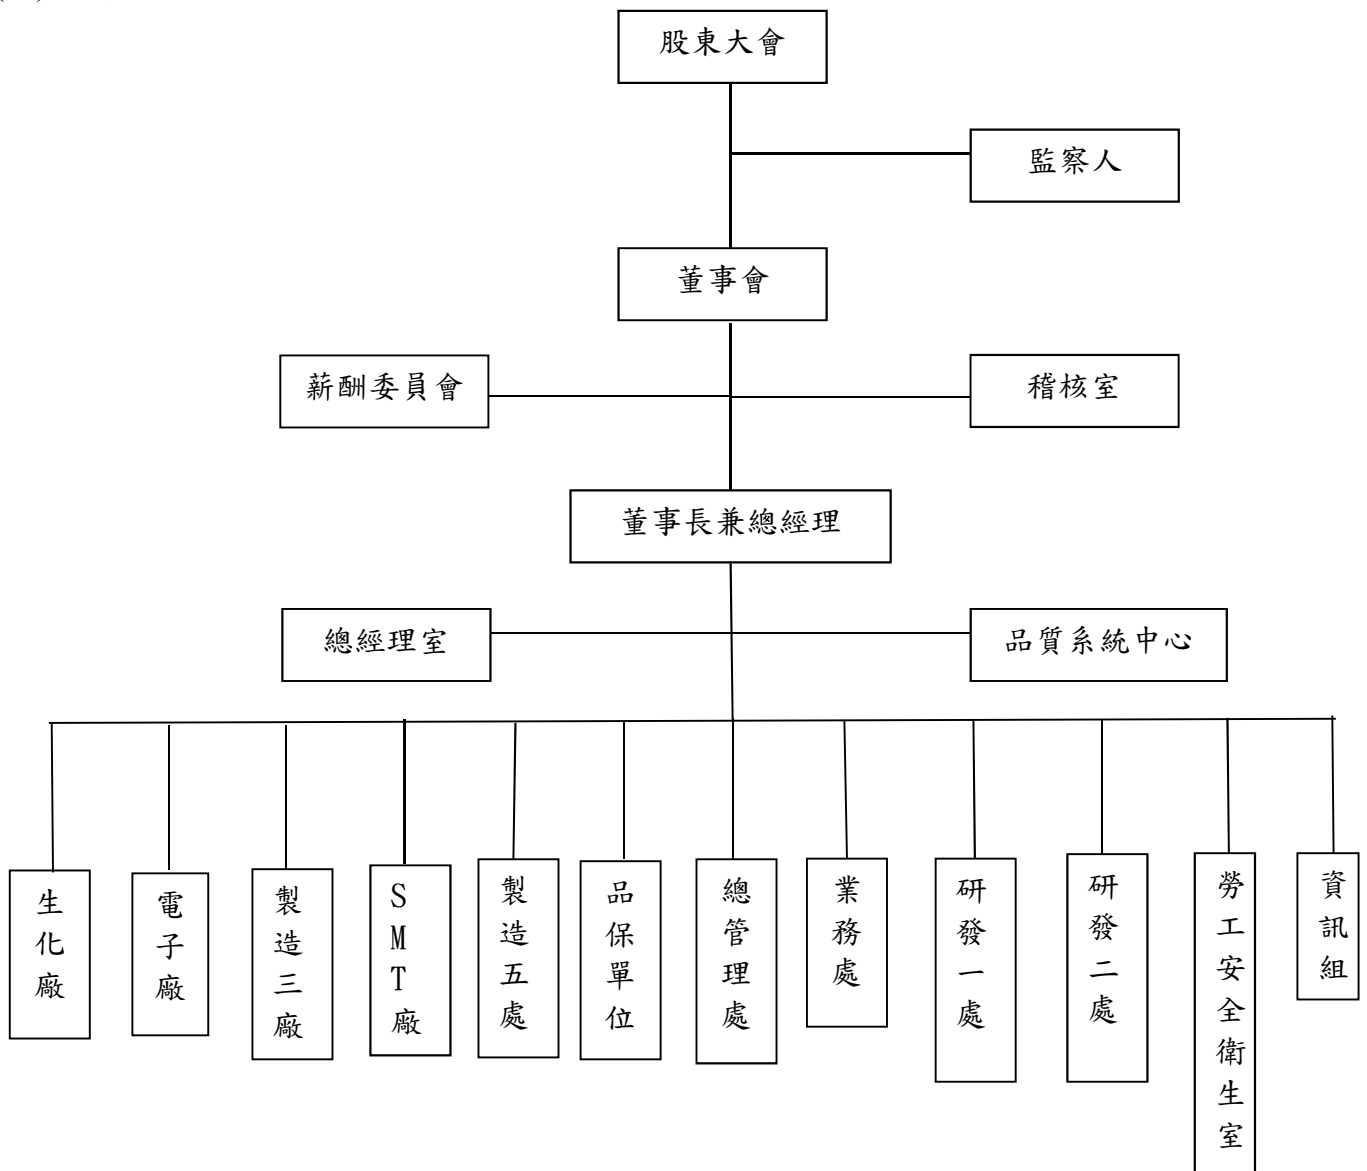 股東大會
監察人
董事會
薪酬委員會
稽核室
董事長兼總經理
總經理室
品質系統中心
生化廠
電子廠
製造三廠
SMT廠
製造五處
品保單位
總管理處
業務處
研發一處
研發二處
勞工安全衛生室
資訊組